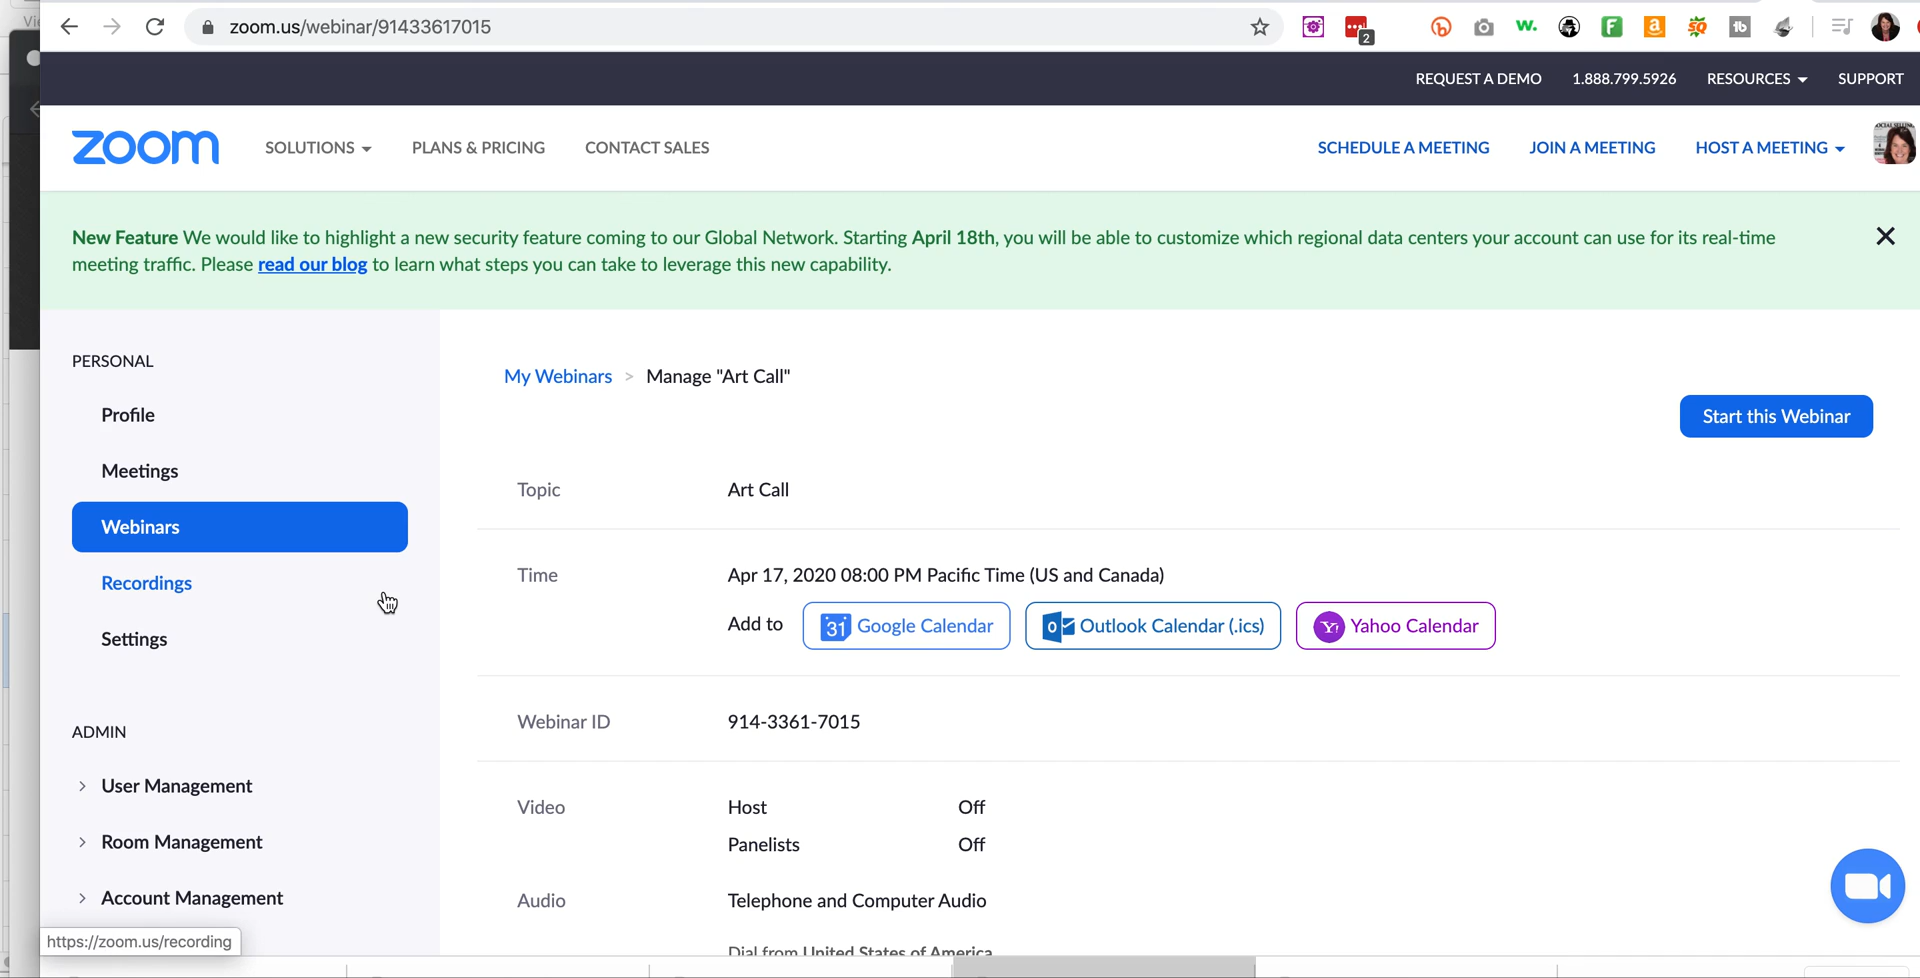 zoom.us/webinar/91433617015
2
REQUEST A DEMO 1.888.799.5926 RESOURCES SUPPORT
zoom SOLUTIONS PLANS & PRICING CONTACT SALES SCHEDULE A MEETING JOIN A MEETING HOST A MEETING
New Feature We would like to highlight a new security feature coming to our Global Network. Starting April 18th, you will be able to customize which regional data centers your account can use for its real-time
meeting traffic. Please read our blog to learn what steps you can take to leverage this new capability.
PERSONAL
Profile
Meetings
Webinars
Recordings
Settings
ADMIN
> User Management
> Room Management
> Account Management
https://zoom.us/recording
My Webinars > Manage "Art Call"
Start this Webinar
Topic Art Call
Time Apr 17, 2020 08:00 PM Pacific Time (US and Canada)
Add to 31 Google Calendar Outlook Calendar (.ics) Yahoo Calendar
Webinar ID 914-3361-7015
Video Host Off
Panelists Off
Audio Telephone and Computer Audio
Dial from United States of America